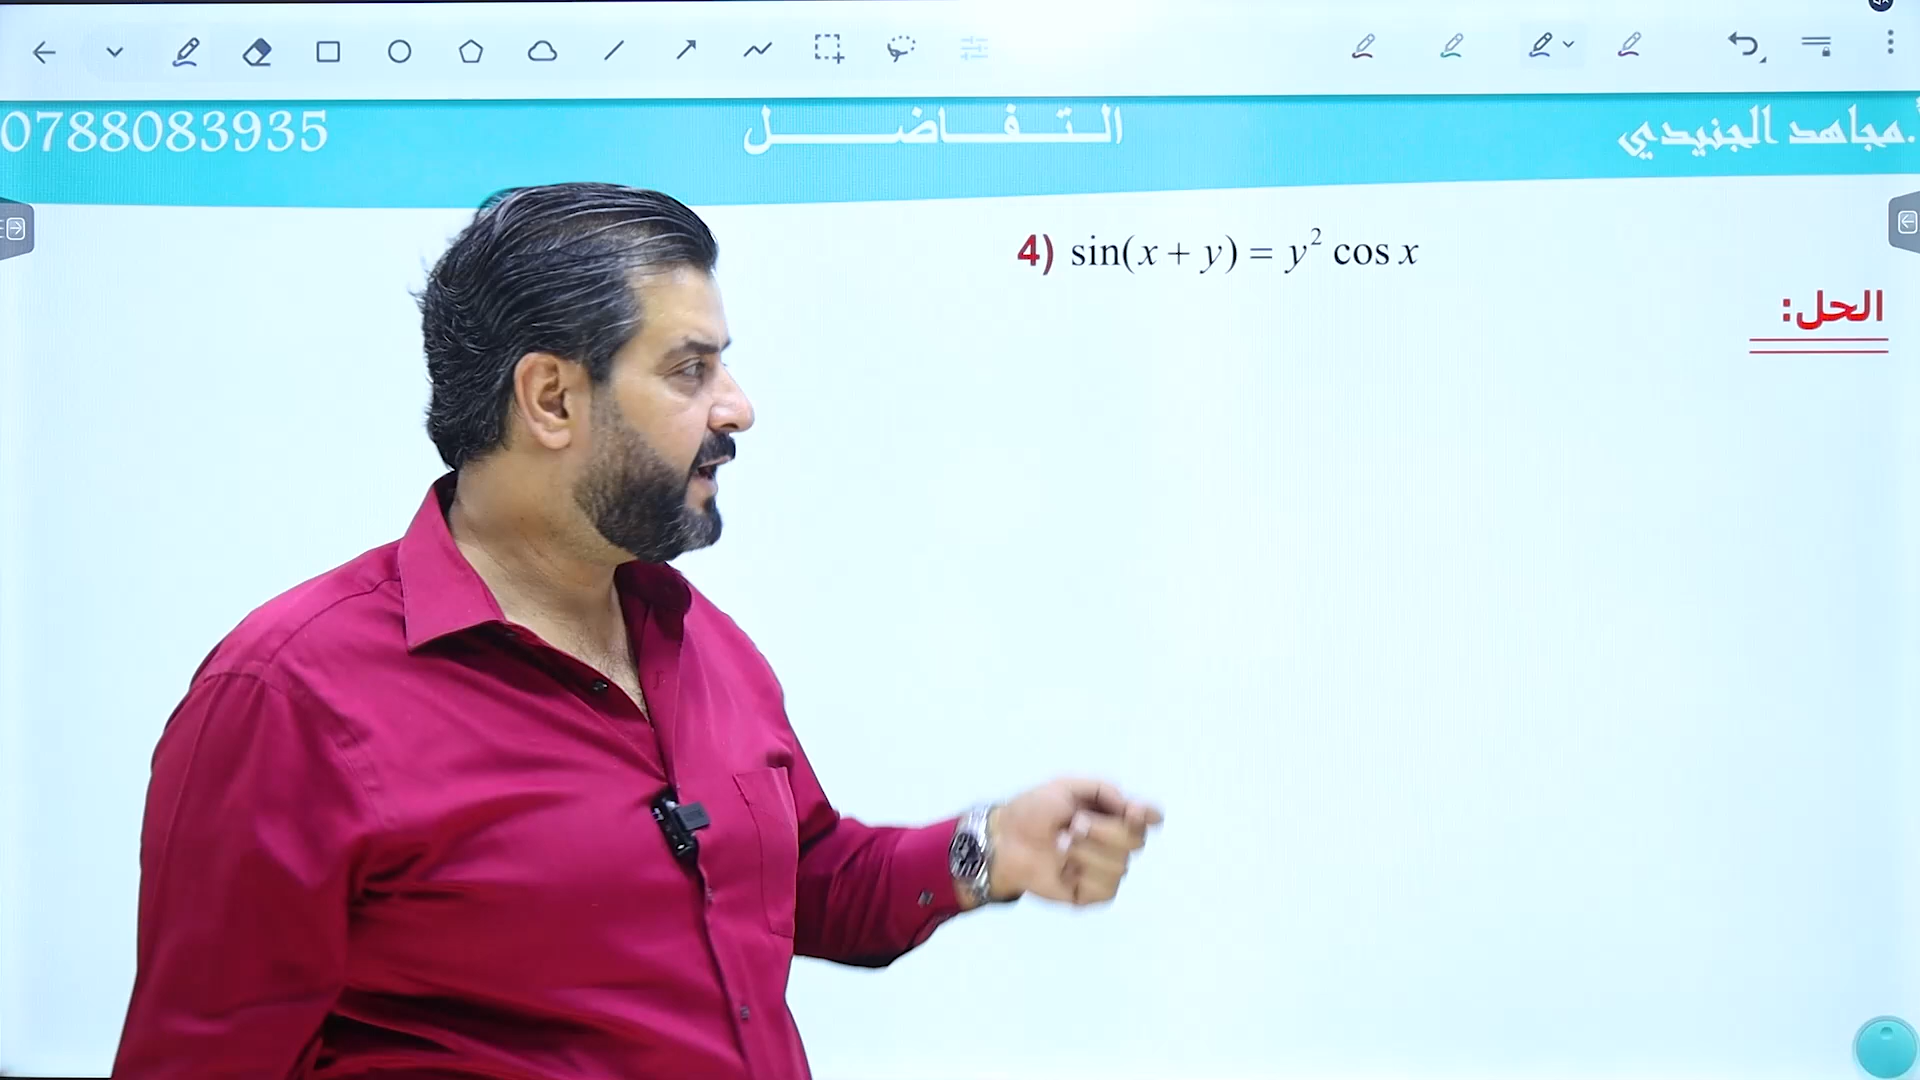 أ.مجاهد الجنيدي
التفاضل
0788083935
4) sin(x + y) = y² cos x
الحل: